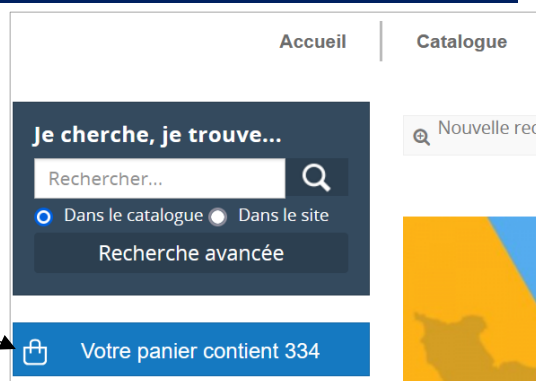 Accueil
Catalogue
Je cherche, je trouve...
Nouvelle
Rechercher...
Dans le catalogue
Dans le site
Recherche avancée
Votre panier contient 334